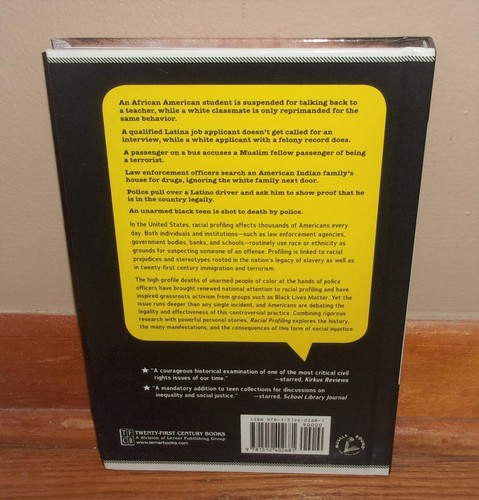 An African American student is suspended for talking back to
a teacher, while a white classmate is only reprimanded for
the same behavior.
A qualified Latina job applicant doesn't get called for an
interview, while a white applicant with a felony record does.
A passenger on a bus accuses a Muslim fellow passenger of being
a terrorist.
Law enforcement officers search an American Indian family's
house for drugs, ignoring the white family next door.
Police pull over a Latino driver and ask him to show proof that he
is in the country legally.
An unarmed black teen is shot to death by police.
In the United States, racial profiling affects thousands of Americans every
day. Both individuals and institutions—such as law enforcement agencies,
government bodies, banks, and schools—routinely use race or ethnicity
as grounds for suspecting someone of an offense. Profiling is linked to racial
prejudices and stereotypes rooted in the nation's legacy of slavery as well as
in twenty-first century immigration and terrorism.
The high-profile deaths of unarmed people of color at the hands of police
officers have brought renewed national attention to racial profiling and have
inspired grassroots activism from groups such as Black Lives Matter. Yet the
issue runs deeper than any single incident, and Americans are debating the
legality and effectiveness of this controversial practice. Combining rigorous
research with powerful personal stories, Racial Profiling explores the history,
the many manifestations, and the consequences of this form of social injustice.
★ "A courageous historical examination of one of the most critical civil
rights issues of our time." —starred, Kirkus Reviews
★ "A mandatory addition to teen collections for discussions on
inequality and social justice." —starred, School Library Journal
TFCB
TWENTY-FIRST CENTURY BOOKS
A division of Lerner Publishing Group
www.lernerbooks.com
ISBN 978-1-5124-0268-1
90000
9 781512 402681